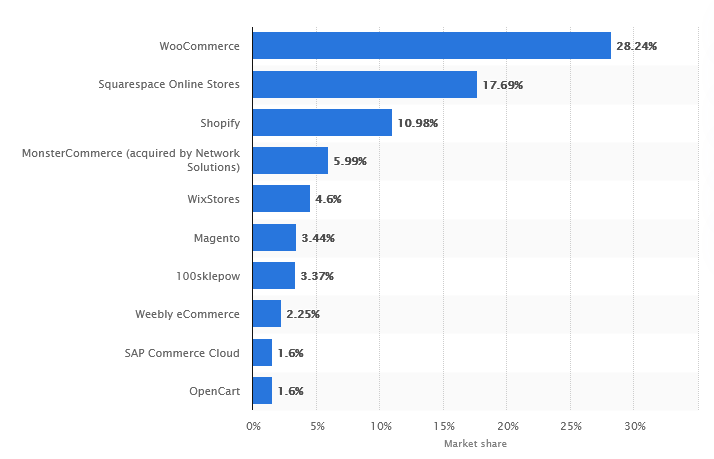 WooCommerce 28.24%
Squarespace Online Stores 17.69%
Shopify 10.98%
MonsterCommerce (acquired by Network
Solutions) 5.99%
WixStores 4.6%
Magento 3.44%
100sklepow 3.37%
Weebly eCommerce 2.25%
SAP Commerce Cloud 1.6%
OpenCart 1.6%
0% 5% 10% 15% 20% 25% 30%
Market share